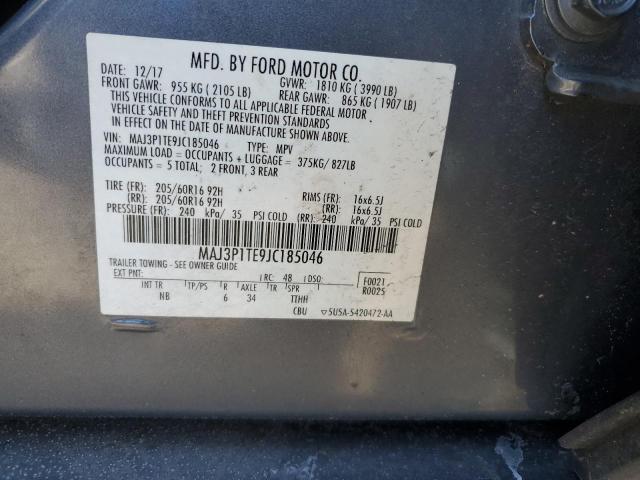 MFD. BY FORD MOTOR CO.
DATE: 12/17 GVWR: 1810 KG ( 3990 LB)
FRONT GAWR: 955 KG ( 2105 LB) REAR GAWR: 865 KG ( 1907 LB)
THIS VEHICLE CONFORMS TO ALL APPLICABLE FEDERAL MOTOR
VEHICLE SAFETY AND THEFT PREVENTION STANDARDS
IN EFFECT ON THE DATE OF MANUFACTURE SHOWN ABOVE.
VIN: MAJ3P1TE9JC185046 TYPE: MPV
MAXIMUM LOAD = OCCUPANTS + LUGGAGE = 375KG/ 827LB
OCCUPANTS = 5 TOTAL: 2 FRONT, 3 REAR
TIRE (FR): 205/60R16 92H RIMS (FR): 16x6.5J
(RR): 205/60R16 92H (RR): 16x6.5J
PRESSURE (FR): 240 kPa/ 35 PSI COLD (RR): 240 kPa/ 35 PSI COLD
MAJ3P1TE9JC185046
TRAILER TOWING - SEE OWNER GUIDE
EXT PNT: RC: 48 DSO: F0021
R0025
INT TR TP/PS R AXLE TR SPR
NB 6 34 TTHH
CBU 5USA-5420472-AA